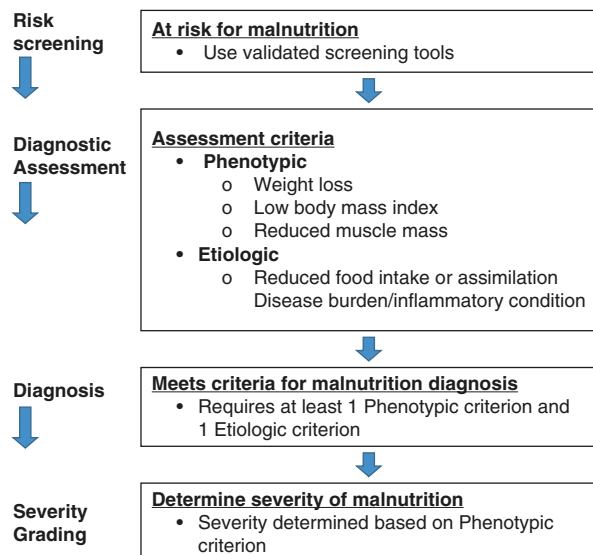 Risk
screening
At risk for malnutrition
• Use validated screening tools
Diagnostic
Assessment
Assessment criteria
• Phenotypic
o Weight loss
o Low body mass index
o Reduced muscle mass
• Etiologic
o Reduced food intake or assimilation
Disease burden/inflammatory condition
Diagnosis
Meets criteria for malnutrition diagnosis
• Requires at least 1 Phenotypic criterion and
1 Etiologic criterion
Severity
Grading
Determine severity of malnutrition
• Severity determined based on Phenotypic
criterion